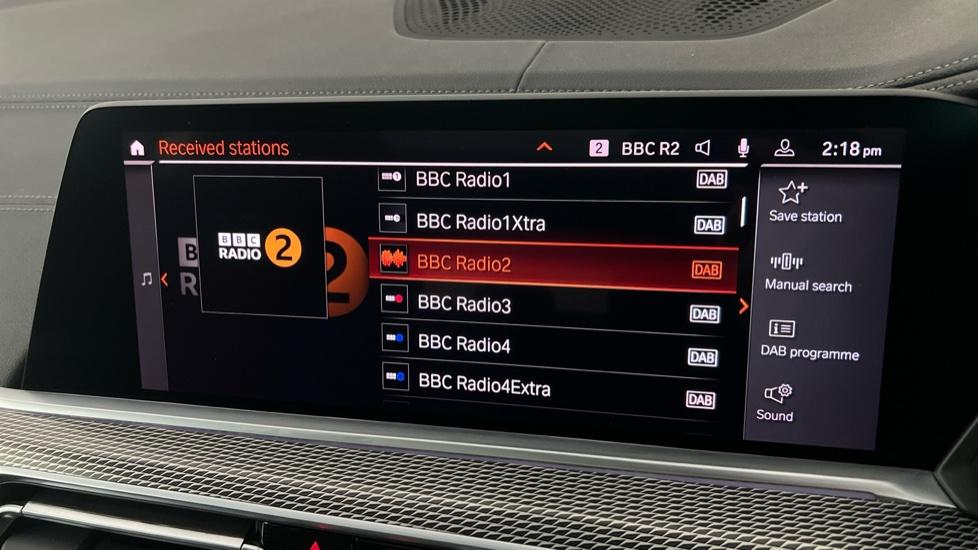 Received stations
2 BBC R2
2:18 pm
BBC
RADIO 2
B
R 2
BBC Radio1 DAB
BBC Radio1Xtra DAB
BBC Radio2 DAB
BBC Radio3 DAB
BBC Radio4 DAB
BBC Radio4Extra DAB
Save station
Manual search
DAB programme
Sound